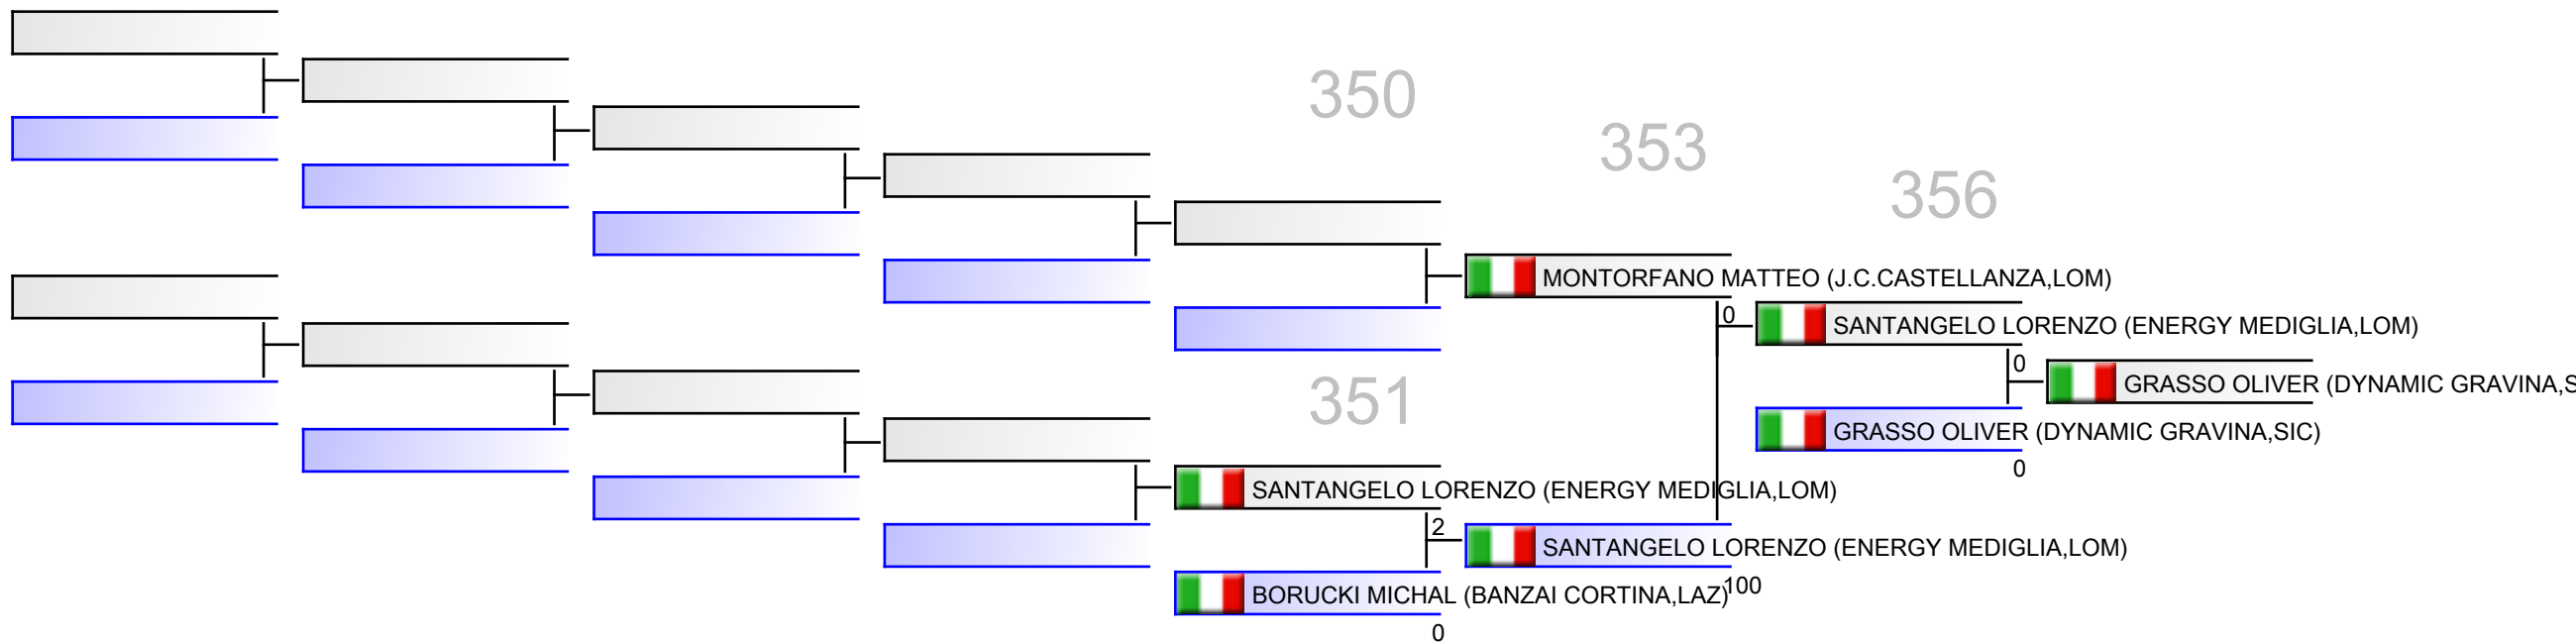 350
353
356
MONTORFANO MATTEO (J.C.CASTELLANZA,LOM)
0
SANTANGELO LORENZO (ENERGY MEDIGLIA,LOM)
0
GRASSO OLIVER (DYNAMIC GRAVINA,S
351
GRASSO OLIVER (DYNAMIC GRAVINA,SIC)
0
SANTANGELO LORENZO (ENERGY MEDIGLIA,LOM)
2
SANTANGELO LORENZO (ENERGY MEDIGLIA,LOM)
100
BORUCKI MICHAL (BANZAI CORTINA,LAZ)
0